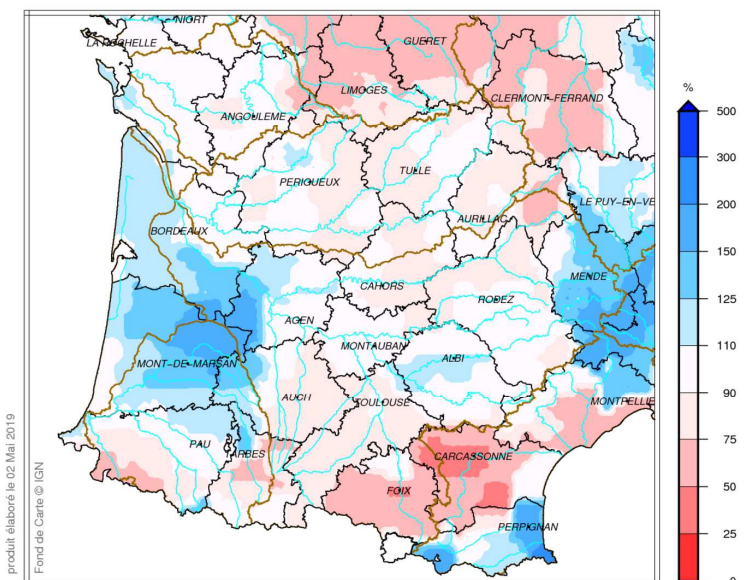 NIORT
LA ROCHELLE
GUERET
LIMOGES
CLERMONT-FERRAND
ANGOULEME
PERIGUEUX
TULLE
AURILLAC
LE PUY-EN-VE
BORDEAUX
MENDE
CAHORS
RODEZ
AGEN
MONTAUBAN
ALBI
MONT-DE-MARSAN
AUCH
TOULOUSE
MONTPELLIE
PAU
TARBES
CARCASSONNE
FOIX
PERPIGNAN
%
500
300
200
150
125
110
90
75
50
25
0
produit élaboré le 02 Mai 2019
Fond de Carte © IGN